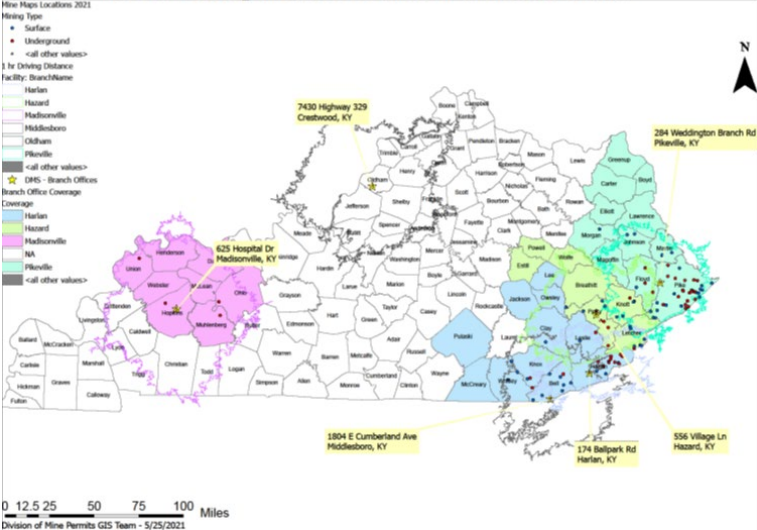 Mine Maps Locations 2021
Mining Type
Surface
Underground
<all other values>
1 hr Driving Distance
Facility: BranchName
Harlan
Hazard
Madisonville
Middlesboro
Oldham
Pikeville
<all other values>
DMS - Branch Offices
Branch Office Coverage
Coverage
Harlan
Hazard
Madisonville
NA
Pikeville
<all other values>
7430 Highway 329
Crestwood, KY
284 Weddington Branch Rd
Pikeville, KY
625 Hospital Dr
Madisonville, KY
1804 E Cumberland Ave
Middlesboro, KY
174 Ballpark Rd
Harlan, KY
556 Village Ln
Hazard, KY
N
Boone
Campbell
Kenton
Grant
Pendleton
Bracken
Mason
Lewis
Greenup
Carter
Boyd
Trimble
Carroll
Henry
Oldham
Robertson
Harrison
Fleming
Nicholas
Rowan
Elliott
Lawrence
Jefferson
Shelby
Scott
Bourbon
Bath
Spencer
Fayette
Montgomery
Clark
Menifee
Morgan
Johnson
Martin
Meade
Nelson
Washington
Mercer
Jessamine
Madison
Powell
Wolfe
Magoffin
Estill
Floyd
Pike
Henderson
Union
Webster
McLean
Ohio
Hardin
Larue
Marion
Boyle
Lee
Breathitt
Jackson
Owsley
Knott
Perry
Letcher
Crittenden
Hopkins
Muhlenberg
Butler
Grayson
Hart
Green
Taylor
Casey
Lincoln
Rockcastle
Livingston
Caldwell
Lyon
Edmonson
Adair
Pulaski
Laurel
Clay
Leslie
Ballard
McCracken
Carlisle
Marshall
Trigg
Christian
Todd
Logan
Warren
Barren
Metcalfe
Russell
Wayne
Knox
Bell
Hickman
Graves
Calloway
Fulton
Simpson
Allen
Monroe
Cumberland
Clinton
McCreary
Whitley
0 12.5 25 50 75 100 Miles
Division of Mine Permits GIS Team - 5/25/2021